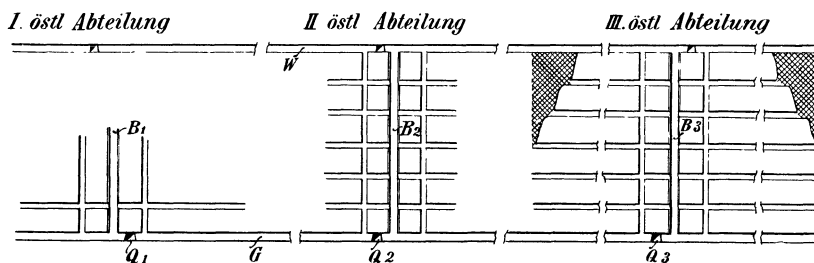 I. östl Abteilung II östl Abteilung III. östl Abteilung
W
B1 B2 B3
Q1 G Q2 Q3